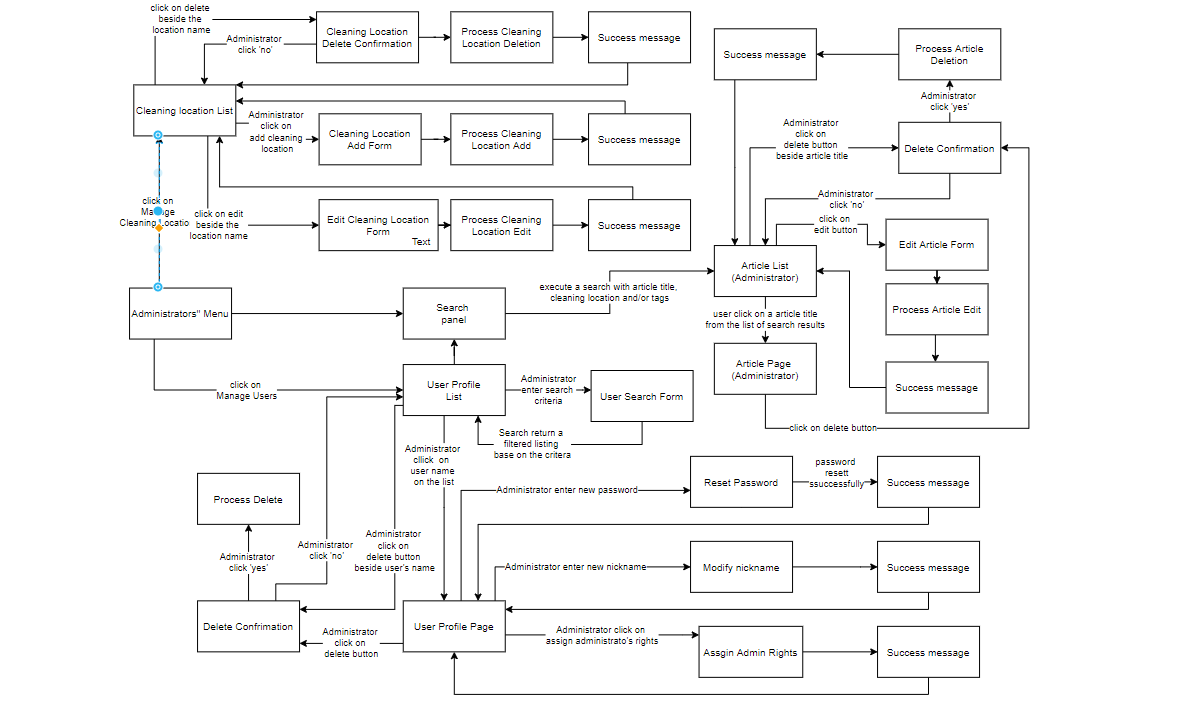 click on delete
beside the
location name
Administrator
click 'no'
Cleaning Location
Delete Confirmation
Process Cleaning
Location Deletion
Success message
Cleaning location List
Administrator
click on
add cleaning
location
Cleaning Location
Add Form
Process Cleaning
Location Add
Success message
click on
Manage
Cleaning Locatio
click on edit
beside the
location name
Edit Cleaning Location
Form
Text
Process Cleaning
Location Edit
Success message
Success message
Process Article
Deletion
Administrator
click 'yes'
Administrator
click on
delete button
beside article title
Delete Confirmation
Administrator
click 'no'
click on
edit button
Edit Article Form
Article List
(Administrator)
Process Article Edit
user click on a article title
from the list of search results
Article Page
(Administrator)
Success message
click on delete button
Administrators" Menu
Search
panel
execute a search with article title,
cleaning location and/or tags
click on
Manage Users
User Profile
List
Administrator
enter search
criteria
User Search Form
Search return a
filtered listing
base on the critera
Administrator
cllick on
user name
on the list
Process Delete
Administrator
click 'yes'
Administrator
click 'no'
Administrator
click on
delete button
beside user's name
Administrator enter new password
Reset Password
password
resett
ssuccessfully
Success message
Administrator enter new nickname
Modify nickname
Success message
Delete Confrimation
Administrator
click on
delete button
User Profile Page
Administrator click on
assign administrato's rights
Assgin Admin Rights
Success message